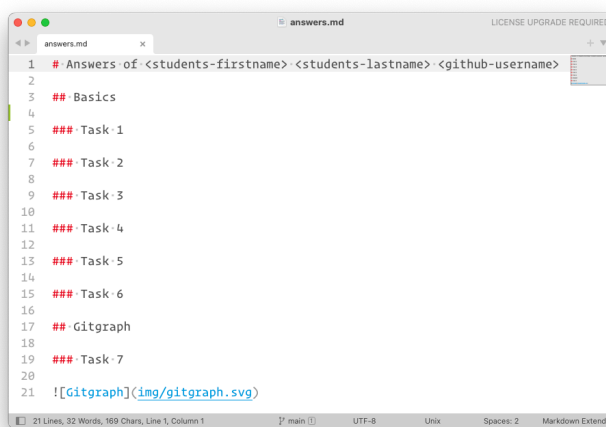 answers.md
LICENSE UPGRADE REQUIRED
answers.md ×
1 # Answers of <students-firstname> <students-lastname> <github-username>
2
3 ## Basics
4
5 ### Task 1
6
7 ### Task 2
8
9 ### Task 3
10
11 ### Task 4
12
13 ### Task 5
14
15 ### Task 6
16
17 ## Gitgraph
18
19 ### Task 7
20
21 ![Gitgraph](img/gitgraph.svg)
21 Lines, 32 Words, 169 Chars, Line 1, Column 1 main 1 UTF-8 Unix Spaces: 2 Markdown Extend